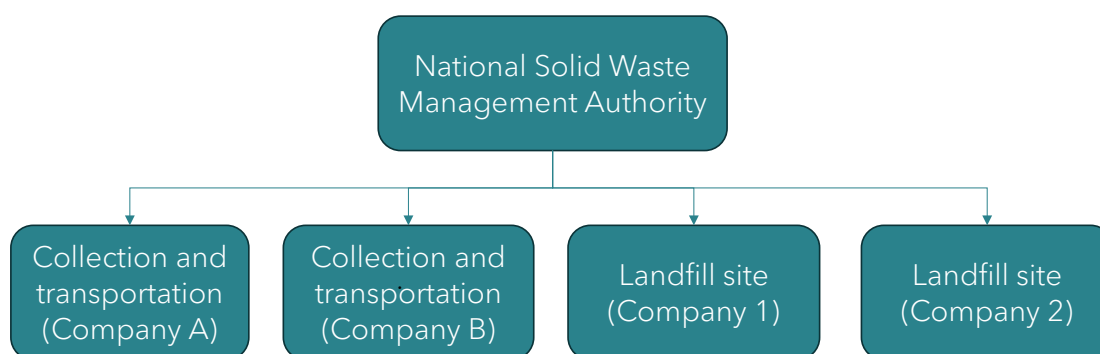 National Solid Waste
Management Authority
Collection and
transportation
(Company A)
Collection and
transportation
(Company B)
Landfill site
(Company 1)
Landfill site
(Company 2)